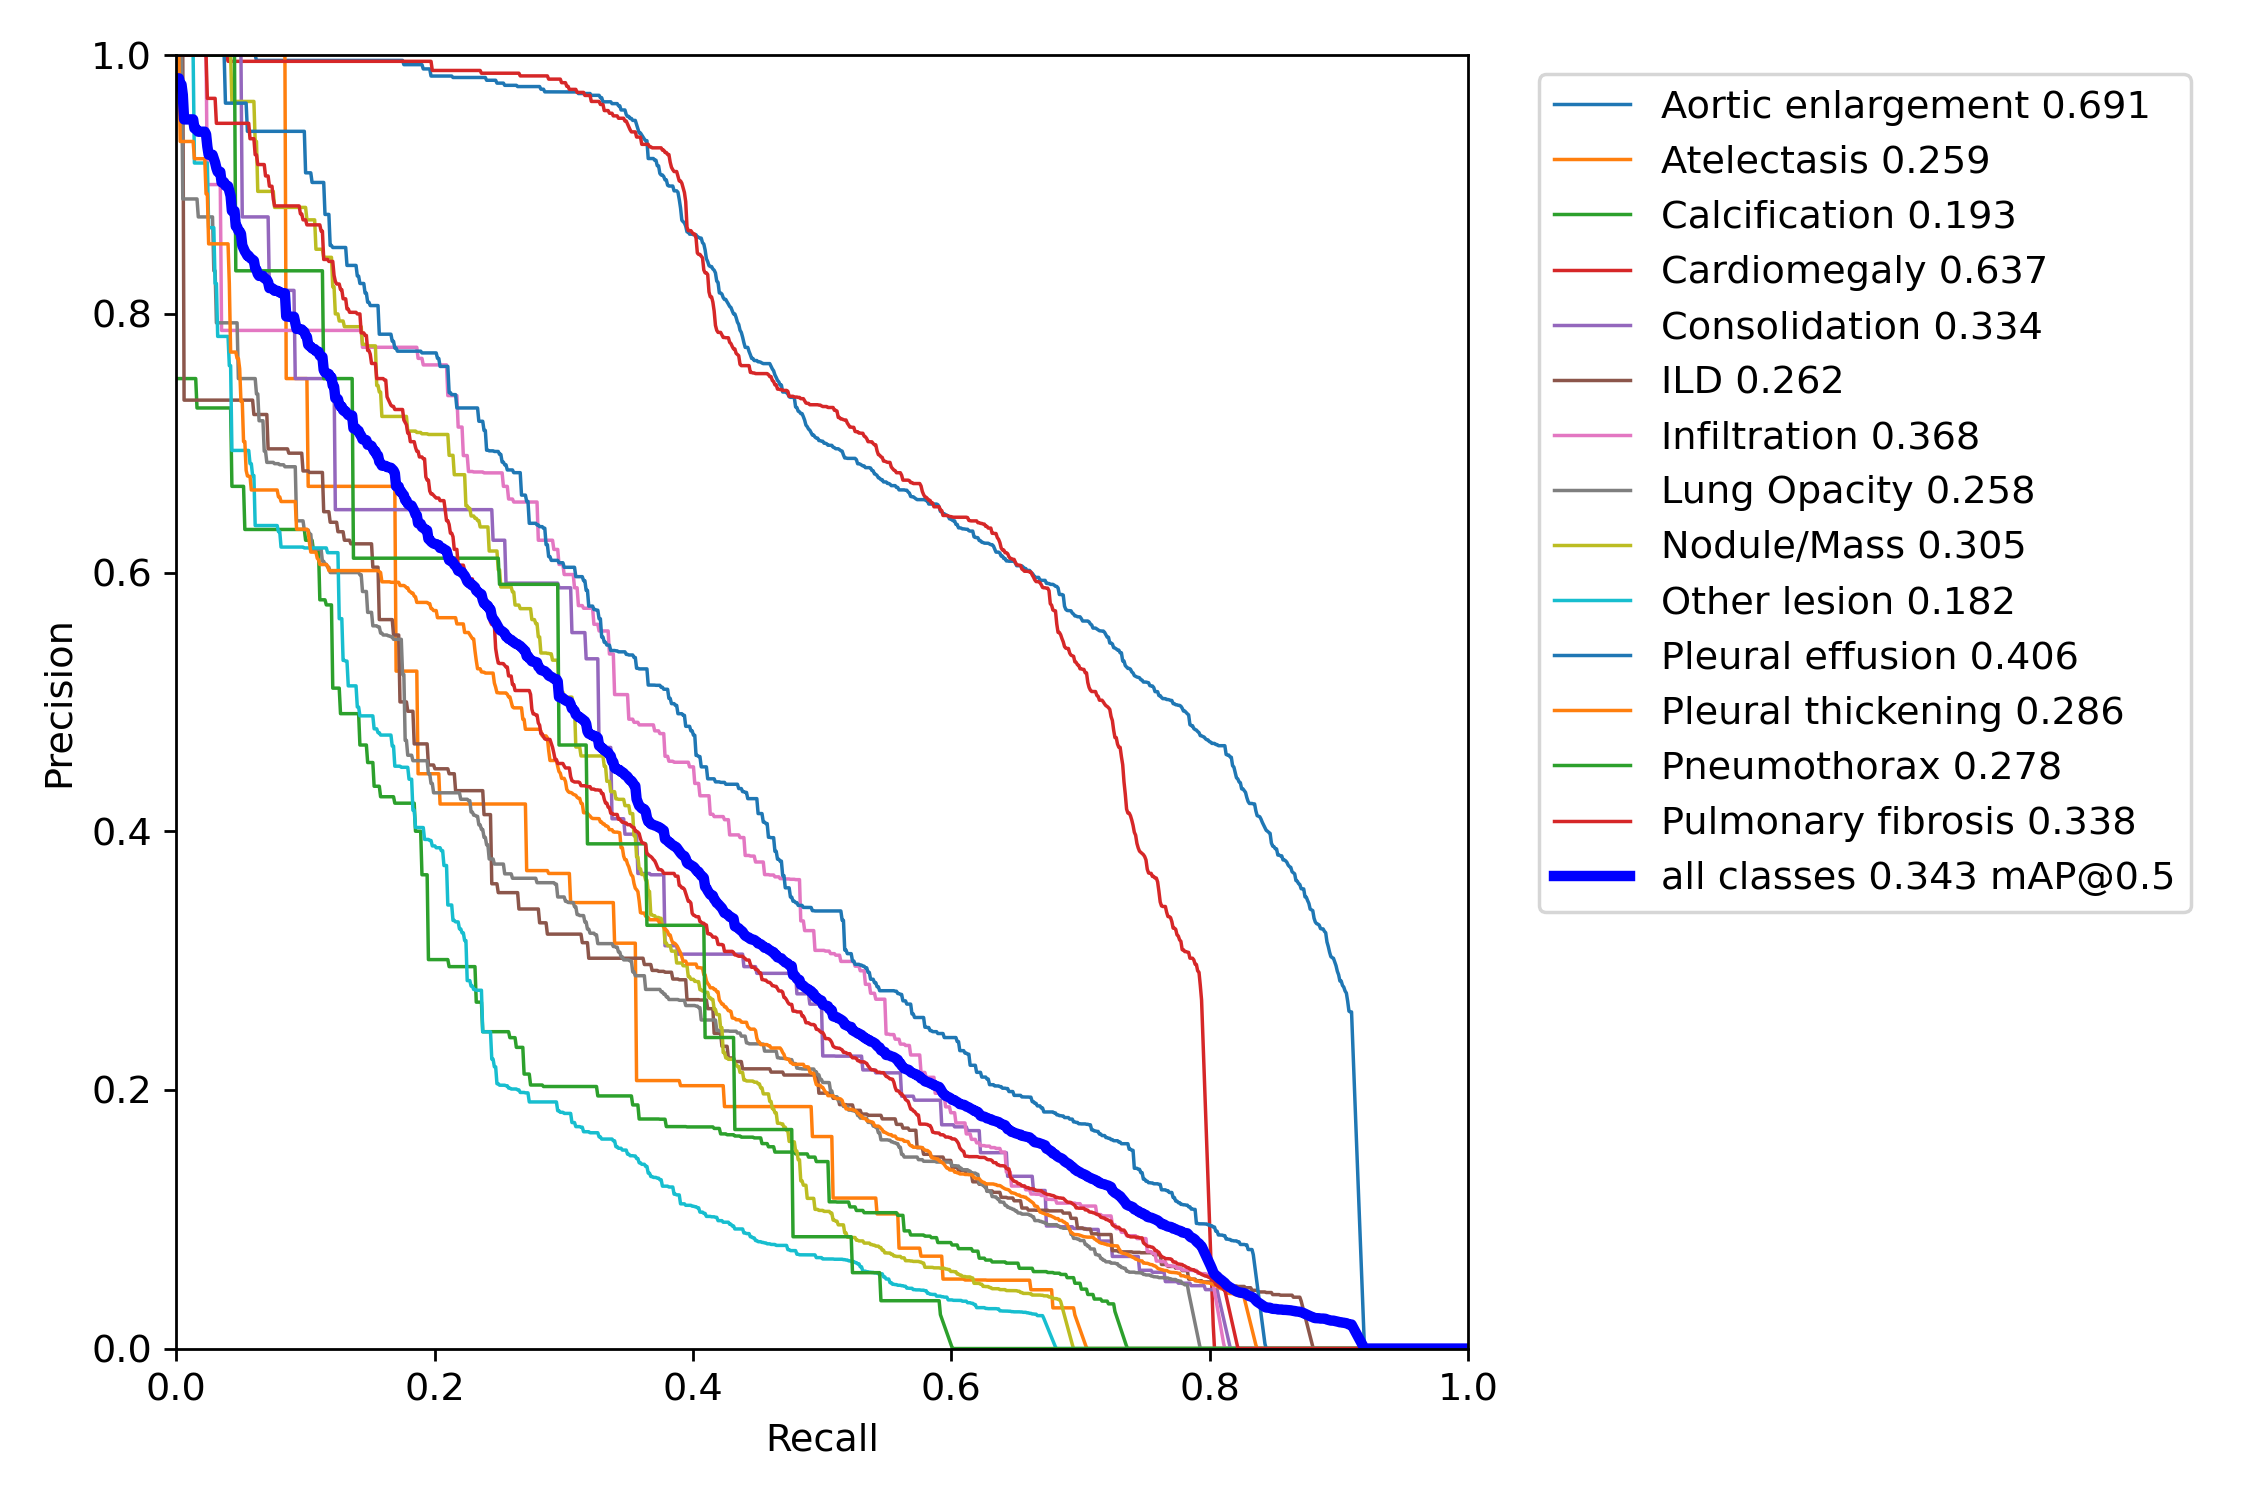 1.0
0.8
0.6
0.4
0.2
0.0
Precision
0.0 0.2 0.4 0.6 0.8 1.0
Recall
Aortic enlargement 0.691
Atelectasis 0.259
Calcification 0.193
Cardiomegaly 0.637
Consolidation 0.334
ILD 0.262
Infiltration 0.368
Lung Opacity 0.258
Nodule/Mass 0.305
Other lesion 0.182
Pleural effusion 0.406
Pleural thickening 0.286
Pneumothorax 0.278
Pulmonary fibrosis 0.338
all classes 0.343 mAP@0.5